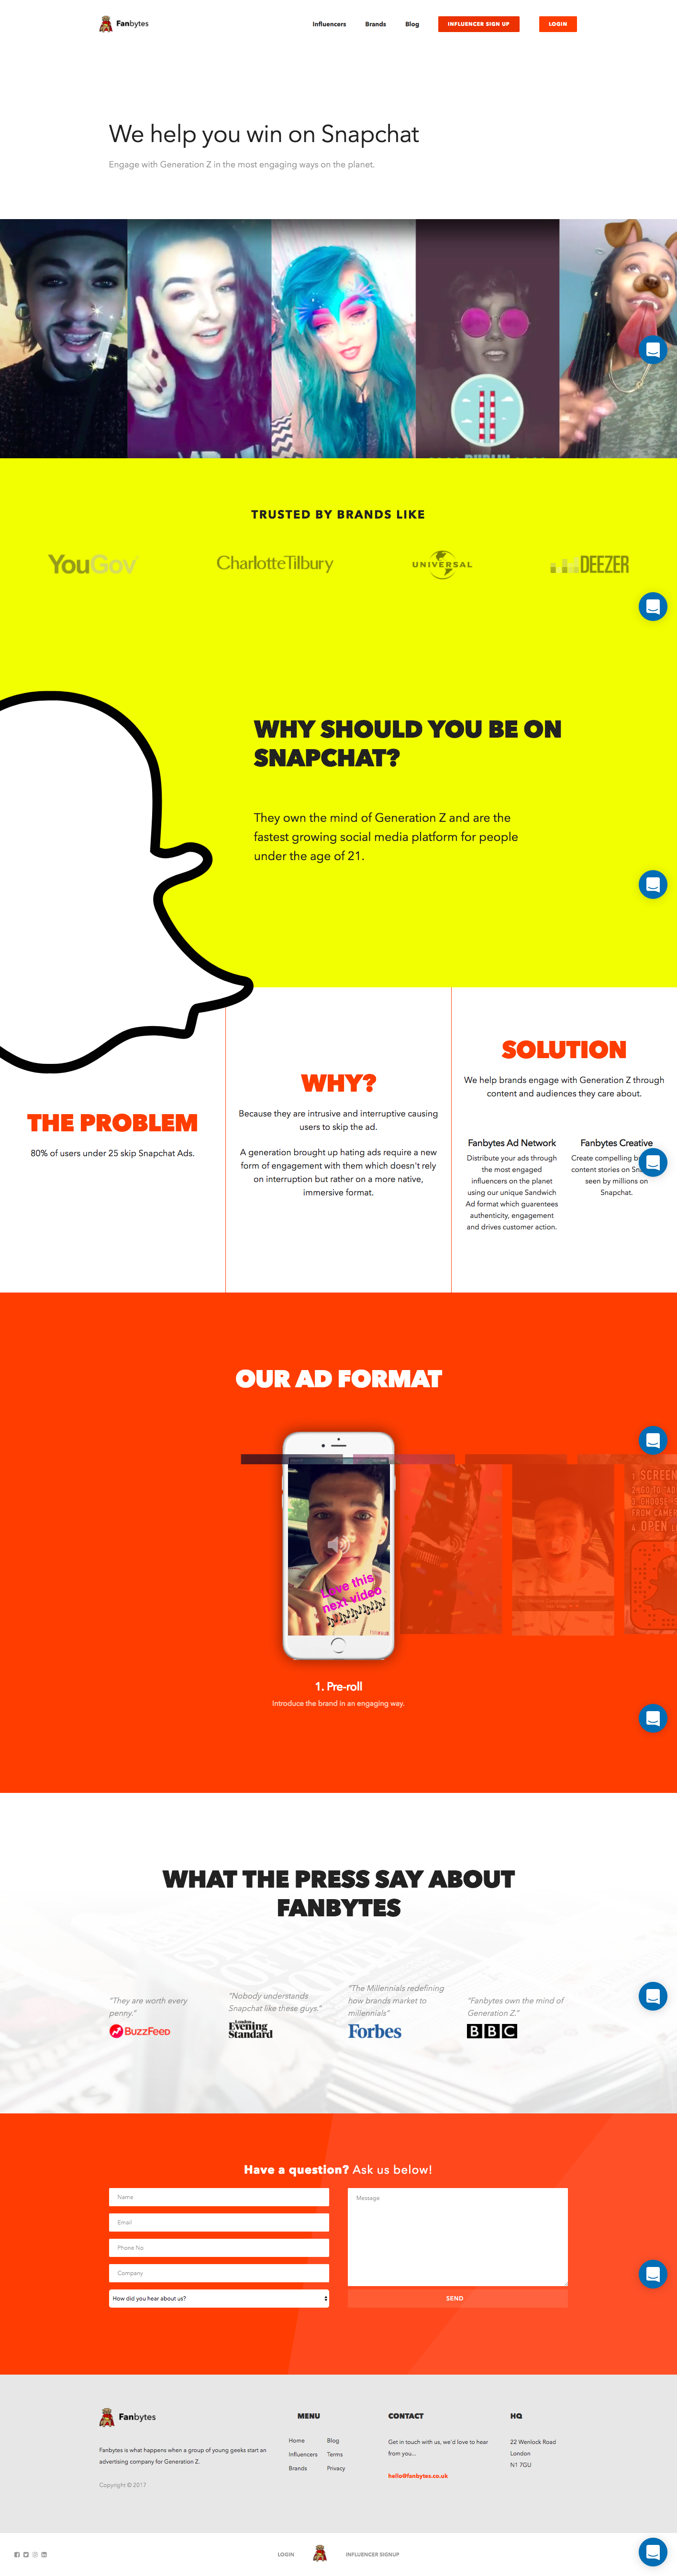 Fanbytes
Influencers
Brands
Blog
INFLUENCER SIGN UP
LOGIN
We help you win on Snapchat
Engage with Generation Z in the most engaging ways on the planet.
TRUSTED BY BRANDS LIKE
YouGov
CharlotteTilbury
UNIVERSAL
DEEZER
WHY SHOULD YOU BE ON
SNAPCHAT?
They own the mind of Generation Z and are the
fastest growing social media platform for people
under the age of 21.
THE PROBLEM
80% of users under 25 skip Snapchat Ads.
WHY?
Because they are intrusive and interruptive causing
users to skip the ad.
A generation brought up hating ads require a new
form of engagement with them which doesn't rely
on interruption but rather on a more native,
immersive format.
SOLUTION
We help brands engage with Generation Z through
content and audiences they care about.
Fanbytes Ad Network
Distribute your ads through
the most engaged
influencers on the planet
using our unique Sandwich
Ad format which guarentees
authenticity, engagement
and drives customer action.
Fanbytes Creative
Create compelling
content stories on
seen by millions on
Snapchat.
OUR AD FORMAT
Love this
next video
1 SCREEN
2 GO TO
3 CHOOSE
FROM CAMER
4 OPEN
1. Pre-roll
Introduce the brand in an engaging way.
WHAT THE PRESS SAY ABOUT
FANBYTES
"They are worth every
penny."
BuzzFeed
"Nobody understands
Snapchat like these guys."
London
Evening
Standard
"The Millennials redefining
how brands market to
millennials"
Forbes
"Fanbytes own the mind of
Generation Z."
BBC
Have a question? Ask us below!
Name
Email
Phone No
Company
How did you hear about us?
Message
SEND
Fanbytes
Fanbytes is what happens when a group of young geeks start an
advertising company for Generation Z.
Copyright © 2017
MENU
Home
Influencers
Brands
Blog
Terms
Privacy
CONTACT
Get in touch with us, we'd love to hear
from you...
hello@fanbytes.co.uk
HQ
22 Wenlock Road
London
N1 7GU
LOGIN
INFLUENCER SIGNUP